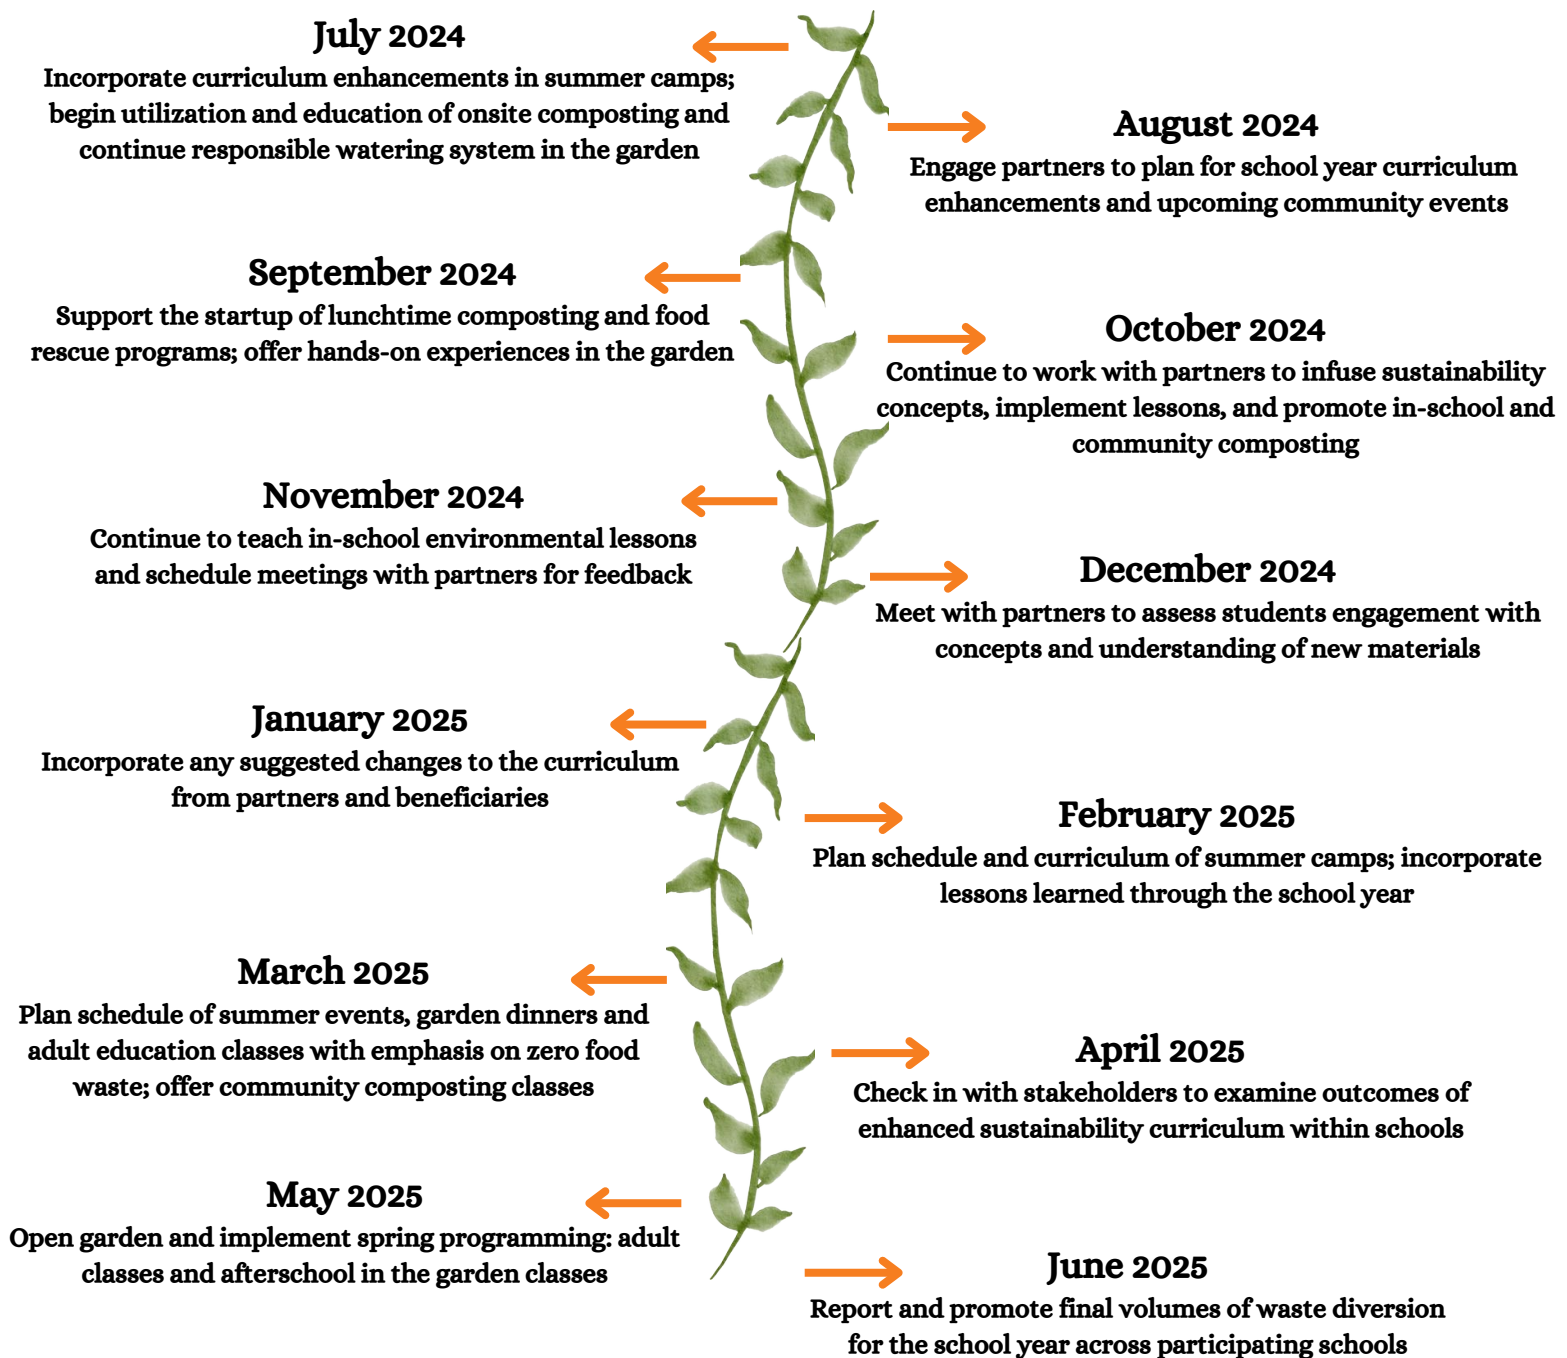 July 2024
Incorporate curriculum enhancements in summer camps;
begin utilization and education of onsite composting and
continue responsible watering system in the garden
August 2024
Engage partners to plan for school year curriculum
enhancements and upcoming community events
September 2024
Support the startup of lunchtime composting and food
rescue programs; offer hands-on experiences in the garden
October 2024
Continue to work with partners to infuse sustainability
concepts, implement lessons, and promote in-school and
community composting
November 2024
Continue to teach in-school environmental lessons
and schedule meetings with partners for feedback
December 2024
Meet with partners to assess students engagement with
concepts and understanding of new materials
January 2025
Incorporate any suggested changes to the curriculum
from partners and beneficiaries
February 2025
Plan schedule and curriculum of summer camps; incorporate
lessons learned through the school year
March 2025
Plan schedule of summer events, garden dinners and
adult education classes with emphasis on zero food
waste; offer community composting classes
April 2025
Check in with stakeholders to examine outcomes of
enhanced sustainability curriculum within schools
May 2025
Open garden and implement spring programming: adult
classes and afterschool in the garden classes
June 2025
Report and promote final volumes of waste diversion
for the school year across participating schools